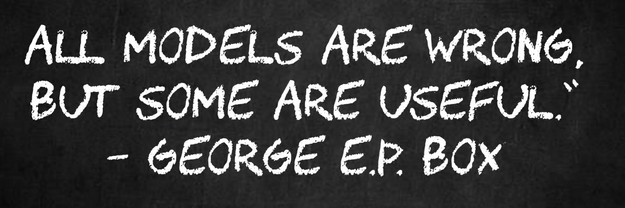 ALL MODELS ARE WRONG,
BUT SOME ARE USEFUL."
- GEORGE E.P. BOX